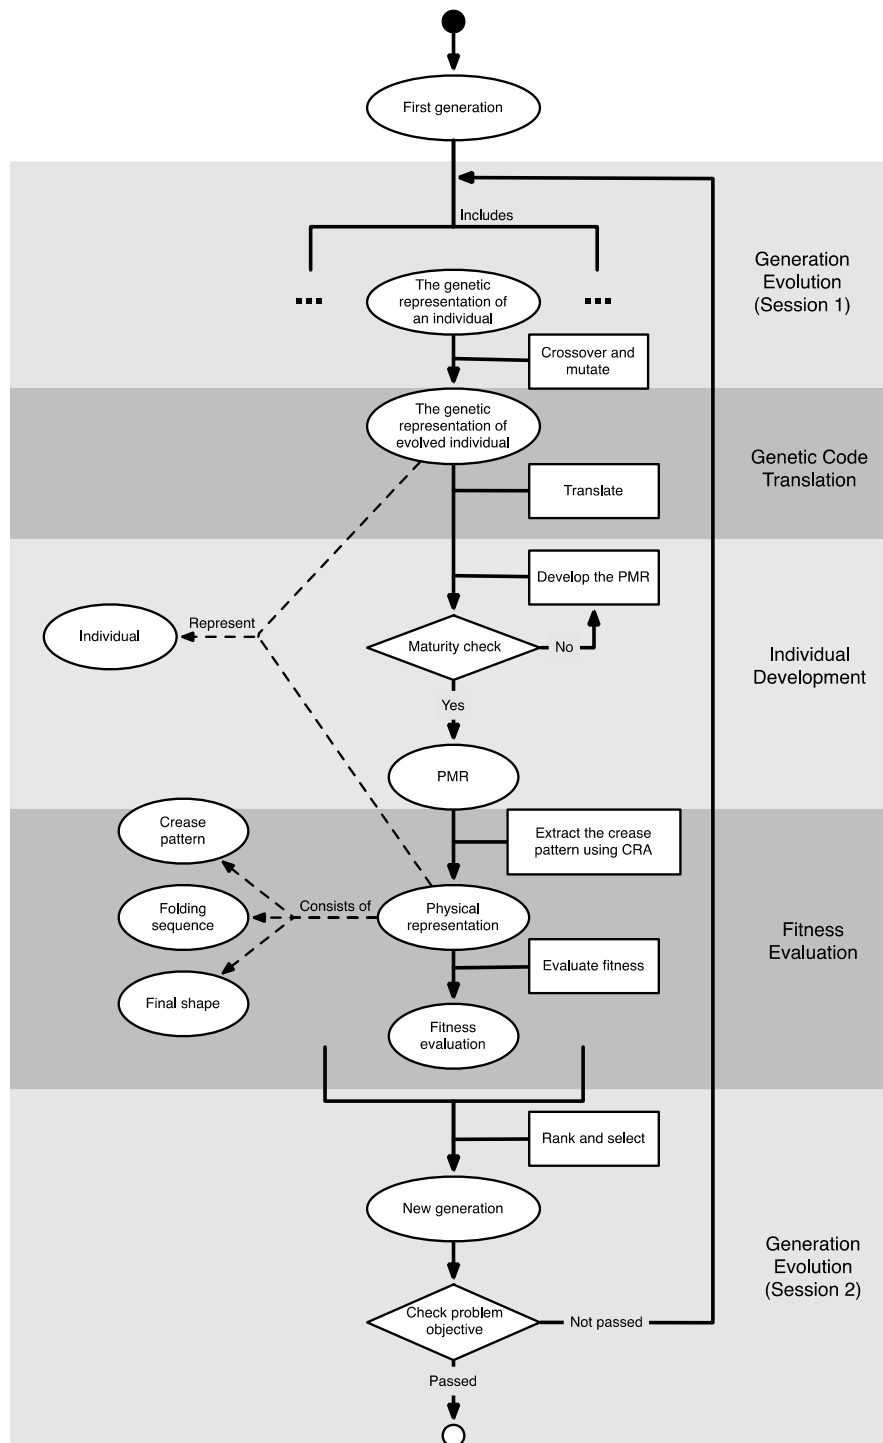 First generation
Includes
Generation
Evolution
(Session 1)
The genetic
representation of
an individual
Crossover and
mutate
The genetic
representation of
evolved individual
Genetic Code
Translation
Translate
Develop the PMR
Represent
Individual
Maturity check
No
Individual
Development
Yes
PMR
Crease
pattern
Extract the crease
pattern using CRA
Consists of
Folding
sequence
Physical
representation
Fitness
Evaluation
Evaluate fitness
Final shape
Fitness
evaluation
Rank and select
New generation
Generation
Evolution
(Session 2)
Check problem
objective
Not passed
Passed